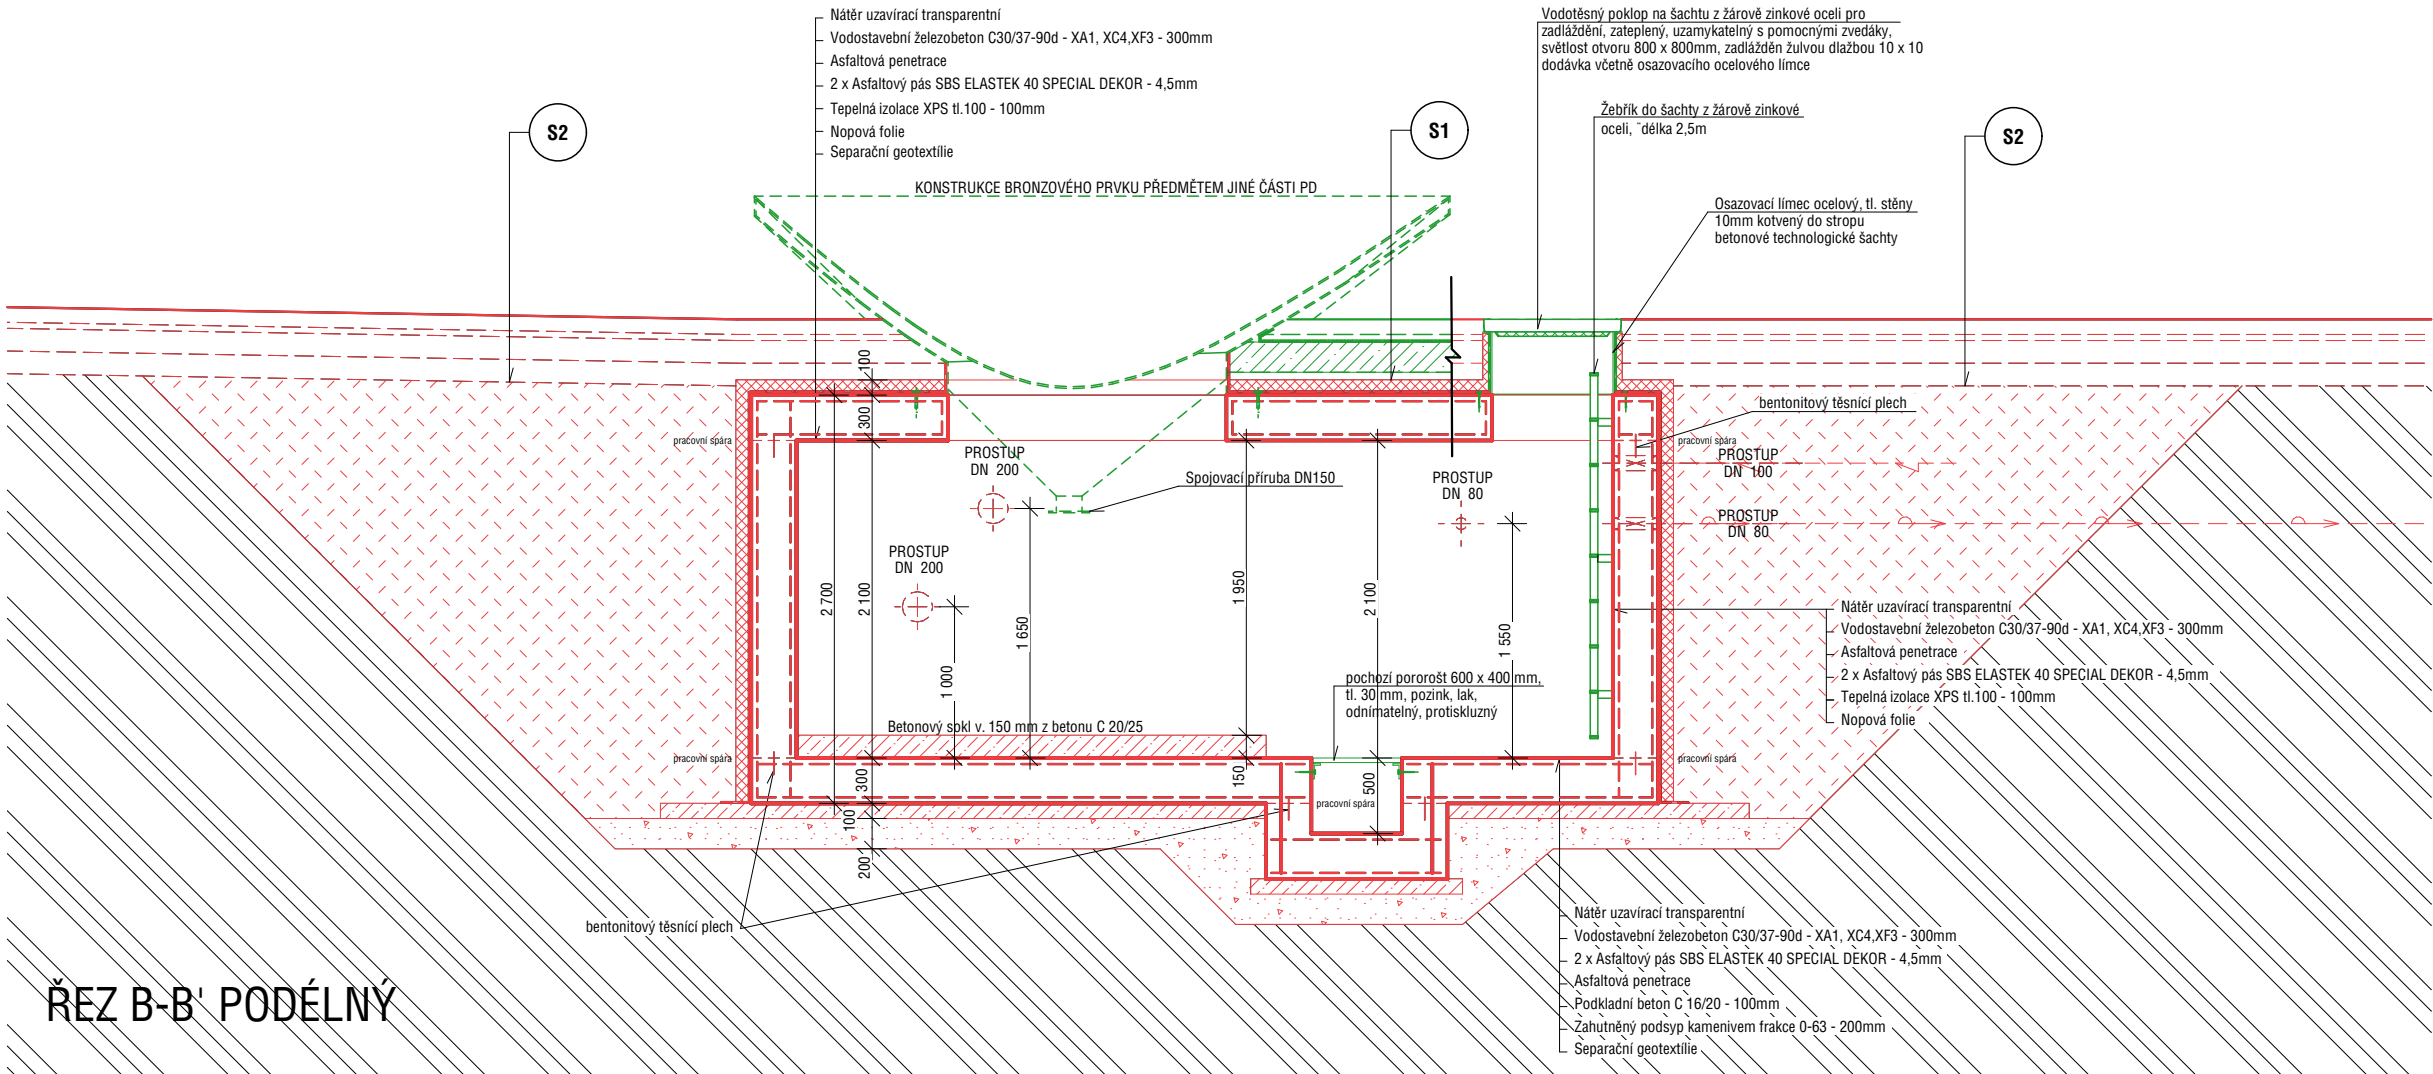 Nátěr uzavírací transparentní
Vodostavební železobeton C30/37-90d - XA1, XC4,XF3 - 300mm
Asfaltová penetrace
2 x Asfaltový pás SBS ELASTEK 40 SPECIAL DEKOR - 4,5mm
Tepelná izolace XPS tl.100 - 100mm
Nopová folie
Separační geotextílie
Vodotěsný poklop na šachtu z žárově zinkové oceli pro
zadláždění, zateplený, uzamykatelný s pomocnými zvedáky,
světlost otvoru 800 x 800mm, zadlážděn žulvou dlažbou 10 x 10
dodávka včetně osazovacího ocelového límce
Žebřík do šachty z žárově zinkové
oceli, ¨délka 2,5m
S2
S1
S2
KONSTRUKCE BRONZOVÉHO PRVKU PŘEDMĚTEM JINÉ ČÁSTI PD
Osazovací límec ocelový, tl. stěny
10mm kotvený do stropu
betonové technologické šachty
100
300
bentonitový těsnící plech
pracovní spára
pracovní spára
PROSTUP
DN 200
PROSTUP
DN 100
Spojovací příruba DN150
PROSTUP
DN 80
PROSTUP
DN 80
PROSTUP
DN 200
2 700
2 100
1 950
2 100
1 650
1 550
1 000
Nátěr uzavírací transparentní
Vodostavební železobeton C30/37-90d - XA1, XC4,XF3 - 300mm
Asfaltová penetrace
2 x Asfaltový pás SBS ELASTEK 40 SPECIAL DEKOR - 4,5mm
Tepelná izolace XPS tl.100 - 100mm
Nopová folie
pochozí pororošt 600 x 400 mm,
tl. 30 mm, pozink, lak,
odnímatelný, protiskluzný
Betonový sokl v. 150 mm z betonu C 20/25
pracovní spára
pracovní spára
300
150
500
pracovní spára
100
200
bentonitový těsnící plech
Nátěr uzavírací transparentní
Vodostavební železobeton C30/37-90d - XA1, XC4,XF3 - 300mm
2 x Asfaltový pás SBS ELASTEK 40 SPECIAL DEKOR - 4,5mm
Asfaltová penetrace
Podkladní beton C 16/20 - 100mm
Zahutněný podsyp kamenivem frakce 0-63 - 200mm
Separační geotextílie
ŘEZ B-B' PODÉLNÝ